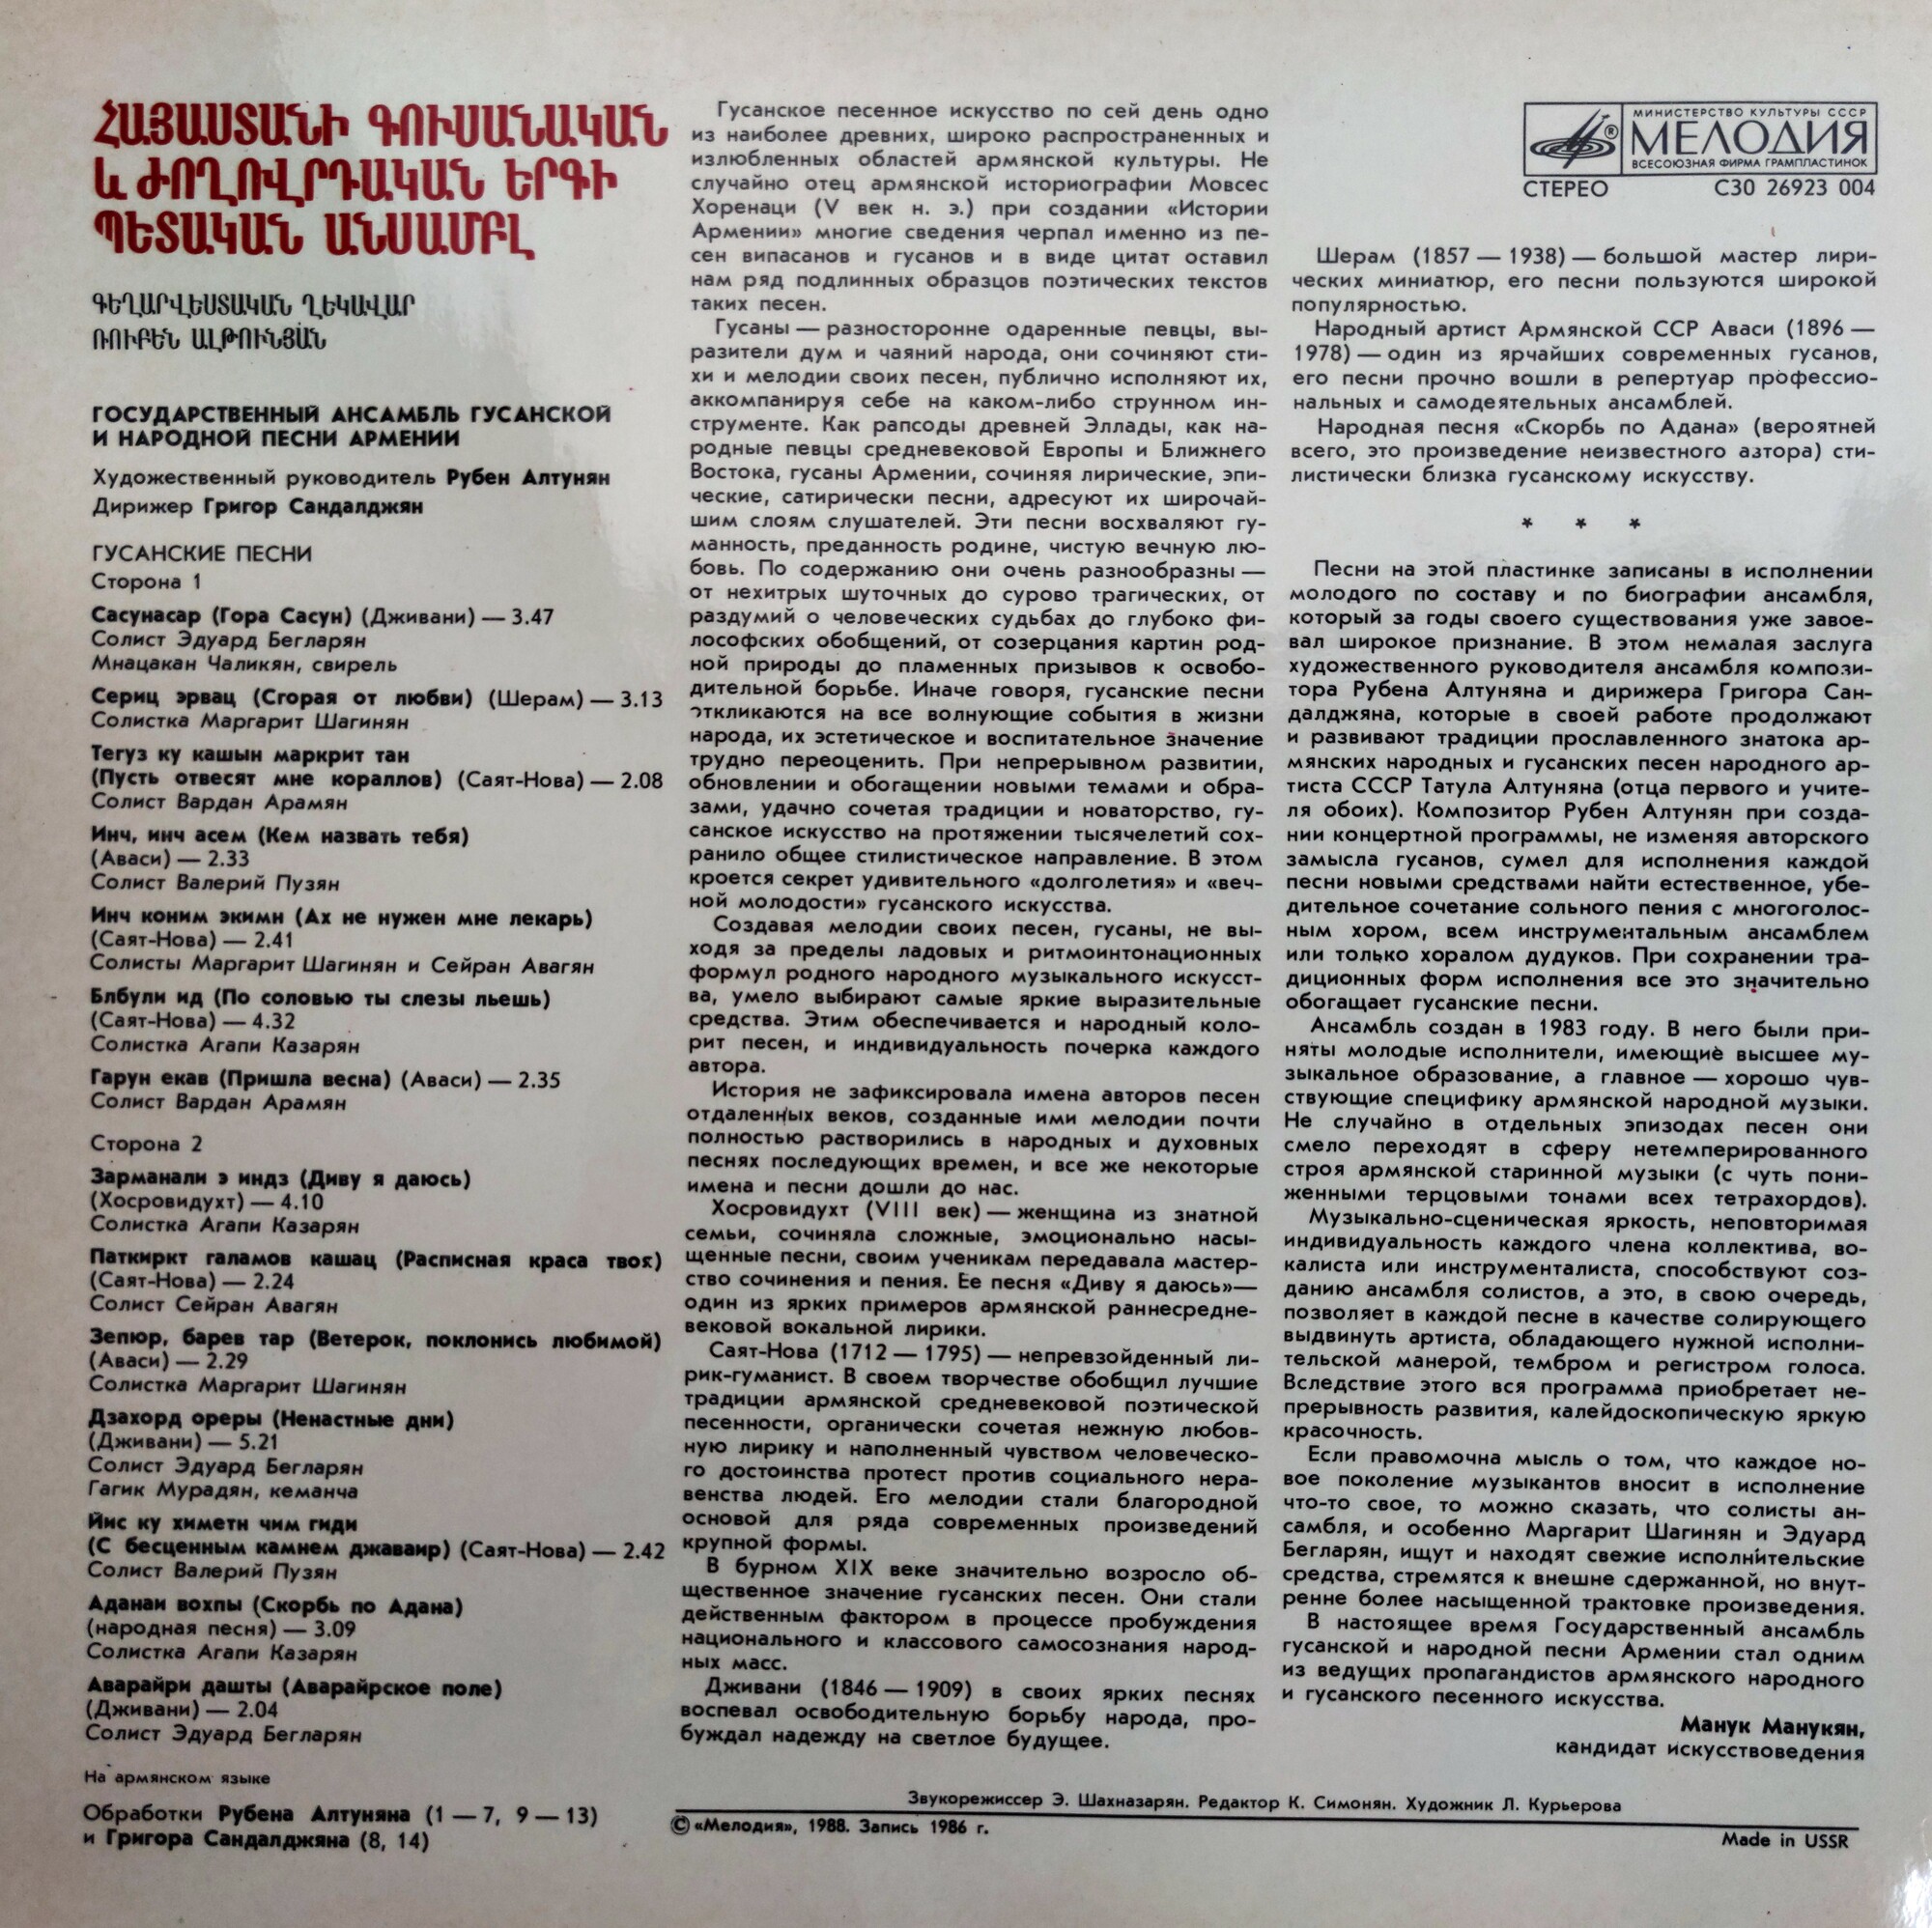 ՀԱՅԱՍՏԱՆԻ ԳՈՒՍԱՆԱԿԱՆ
և ԺՈՂՈՎՐԴԱԿԱՆ ԵՐԳԻ
ՊԵՏԱԿԱՆ ԱՆՍԱՄԲԼ
ԳԵՂԱՐՎԵՍՏԱԿԱՆ ՂԵԿԱՎԱՐ
ՌՈՒԲԵՆ ԱԼԹՈՒՆՅԱՆ
ГОСУДАРСТВЕННЫЙ АНСАМБЛЬ ГУСАНСКОЙ
И НАРОДНОЙ ПЕСНИ АРМЕНИИ
Художественный руководитель Рубен Алтунян
Дирижер Григор Сандалджян
ГУСАНСКИЕ ПЕСНИ
Сторона 1
Сасунасар (Гора Сасун) (Дживани) — 3.47
Солист Эдуард Бегларян
Мнацакан Чаликян, свирель
Сериц эрвац (Сгорая от любви) (Шерам) — 3.13
Солистка Маргарит Шагинян
Тегуз ку кашын маркрит тан
(Пусть отвесят мне кораллов) (Саят-Нова) — 2.08
Солист Вардан Арамян
Инч, инч асем (Кем назвать тебя)
(Аваси) — 2.33
Солист Валерий Пузян
Инч коним экимн (Ах не нужен мне лекарь)
(Саят-Нова) — 2.41
Солисты Маргарит Шагинян и Сейран Авагян
Блбули ид (По соловью ты слезы льешь)
(Саят-Нова) — 4.32
Солистка Агапи Казарян
Гарун екав (Пришла весна) (Аваси) — 2.35
Солист Вардан Арамян
Сторона 2
Зарманали э индз (Диву я даюсь)
(Хосровидухт) — 4.10
Солистка Агапи Казарян
Паткиркт галамов кашац (Расписная краса твоя)
(Саят-Нова) — 2.24
Солист Сейран Авагян
Зепюр, барев тар (Ветерок, поклонись любимой)
(Аваси) — 2.29
Солистка Маргарит Шагинян
Дзахорд ореры (Ненастные дни)
(Дживани) — 5.21
Солист Эдуард Бегларян
Гагик Мурадян, кеманча
Йис ку химетн чим гиди
(С бесценным камнем джаваир) (Саят-Нова) — 2.42
Солист Валерий Пузян
Аданаи вохпы (Скорбь по Адана)
(народная песня) — 3.09
Солистка Агапи Казарян
Аварайри дашты (Аварайрское поле)
(Дживани) — 2.04
Солист Эдуард Бегларян
На армянском языке
Обработки Рубена Алтуняна (1 — 7, 9 — 13)
и Григора Сандалджяна (8, 14)
Гусанское песенное искусство по сей день одно
из наиболее древних, широко распространенных и
излюбленных областей армянской культуры. Не
случайно отец армянской историографии Мовсес
Хоренаци (V век н. э.) при создании «Истории
Армении» многие сведения черпал именно из пе-
сен випасанов и гусанов и в виде цитат оставил
нам ряд подлинных образцов поэтических текстов
таких песен.
Гусаны — разносторонне одаренные певцы, вы-
разители дум и чаяний народа, они сочиняют сти-
хи и мелодии своих песен, публично исполняют их,
аккомпанируя себе на каком-либо струнном ин-
струменте. Как рапсоды древней Эллады, как на-
родные певцы средневековой Европы и Ближнего
Востока, гусаны Армении, сочиняя лирические, эпи-
ческие, сатирически песни, адресуют их широчай-
шим слоям слушателей. Эти песни восхваляют гу-
манность, преданность родине, чистую вечную лю-
бовь. По содержанию они очень разнообразны —
от нехитрых шуточных до сурово трагических, от
раздумий о человеческих судьбах до глубоко фи-
лософских обобщений, от созерцания картин род-
ной природы до пламенных призывов к освобо-
дительной борьбе. Иначе говоря, гусанские песни
откликаются на все волнующие события в жизни
народа, их эстетическое и воспитательное значение
трудно переоценить. При непрерывном развитии,
обновлении и обогащении новыми темами и обра-
зами, удачно сочетая традиции и новаторство, гу-
санское искусство на протяжении тысячелетий сох-
ранило общее стилистическое направление. В этом
кроется секрет удивительного «долголетия» и «веч-
ной молодости» гусанского искусства.
Создавая мелодии своих песен, гусаны, не вы-
ходя за пределы ладовых и ритмоинтонационных
формул родного народного музыкального искусст-
ва, умело выбирают самые яркие выразительные
средства. Этим обеспечивается и народный коло-
рит песен, и индивидуальность почерка каждого
автора.
История не зафиксировала имена авторов песен
отдаленных веков, созданные ими мелодии почти
полностью растворились в народных и духовных
песнях последующих времен, и все же некоторые
имена и песни дошли до нас.
Хосровидухт (VIII век) — женщина из знатной
семьи, сочиняла сложные, эмоционально насы-
щенные песни, своим ученикам передавала мастер-
ство сочинения и пения. Ее песня «Диву я даюсь»—
один из ярких примеров армянской раннесредне-
вековой вокальной лирики.
Саят-Нова (1712 — 1795) — непревзойденный ли-
рик-гуманист. В своем творчестве обобщил лучшие
традиции армянской средневековой поэтической
песенности, органически сочетая нежную любов-
ную лирику и наполненный чувством человеческо-
го достоинства протест против социального нера-
венства людей. Его мелодии стали благородной
основой для ряда современных произведений
крупной формы.
В бурном XIX веке значительно возросло об-
щественное значение гусанских песен. Они стали
действенным фактором в процессе пробуждения
национального и классового самосознания народ-
ных масс.
Дживани (1846 — 1909) в своих ярких песнях
воспевал освободительную борьбу народа, про-
буждал надежду на светлое будущее.
МИНИСТЕРСТВО КУЛЬТУРЫ СССР
® МЕЛОДИЯ
ВСЕСОЮЗНАЯ ФИРМА ГРАМПЛАСТИНОК
СТЕРЕО С30 26923 004
Шерам (1857 — 1938) — большой мастер лири-
ческих миниатюр, его песни пользуются широкой
популярностью.
Народный артист Армянской ССР Аваси (1896 —
1978) — один из ярчайших современных гусанов,
его песни прочно вошли в репертуар профессио-
нальных и самодеятельных ансамблей.
Народная песня «Скорбь по Адана» (вероятней
всего, это произведение неизвестного автора) сти-
листически близка гусанскому искусству.
* * *
Песни на этой пластинке записаны в исполнении
молодого по составу и по биографии ансамбля,
который за годы своего существования уже завое-
вал широкое признание. В этом немалая заслуга
художественного руководителя ансамбля компози-
тора Рубена Алтуняна и дирижера Григора Сан-
далджяна, которые в своей работе продолжают
и развивают традиции прославленного знатока ар-
мянских народных и гусанских песен народного ар-
тиста СССР Татула Алтуняна (отца первого и учите-
ля обоих). Композитор Рубен Алтунян при созда-
нии концертной программы, не изменяя авторского
замысла гусанов, сумел для исполнения каждой
песни новыми средствами найти естественное, убе-
дительное сочетание сольного пения с многоголос-
ным хором, всем инструментальным ансамблем
или только хоралом дудуков. При сохранении тра-
диционных форм исполнения все это значительно
обогащает гусанские песни.
Ансамбль создан в 1983 году. В него были при-
няты молодые исполнители, имеющие высшее му-
зыкальное образование, а главное — хорошо чув-
ствующие специфику армянской народной музыки.
Не случайно в отдельных эпизодах песен они
смело переходят в сферу нетемперированного
строя армянской старинной музыки (с чуть пони-
женными терцовыми тонами всех тетрахордов).
Музыкально-сценическая яркость, неповторимая
индивидуальность каждого члена коллектива, во-
калиста или инструменталиста, способствуют соз-
данию ансамбля солистов, а это, в свою очередь,
позволяет в каждой песне в качестве солирующего
выдвинуть артиста, обладающего нужной исполни-
тельской манерой, тембром и регистром голоса.
Вследствие этого вся программа приобретает не-
прерывность развития, калейдоскопическую яркую
красочность.
Если правомочна мысль о том, что каждое но-
вое поколение музыкантов вносит в исполнение
что-то свое, то можно сказать, что солисты ан-
самбля, и особенно Маргарит Шагинян и Эдуард
Бегларян, ищут и находят свежие исполнительские
средства, стремятся к внешне сдержанной, но внут-
ренне более насыщенной трактовке произведения.
В настоящее время Государственный ансамбль
гусанской и народной песни Армении стал одним
из ведущих пропагандистов армянского народного
и гусанского песенного искусства.
Манук Манукян,
кандидат искусствоведения
Звукорежиссер Э. Шахназарян. Редактор К. Симонян. Художник Л. Курьерова
© «Мелодия», 1988. Запись 1986 г.
Made in USSR